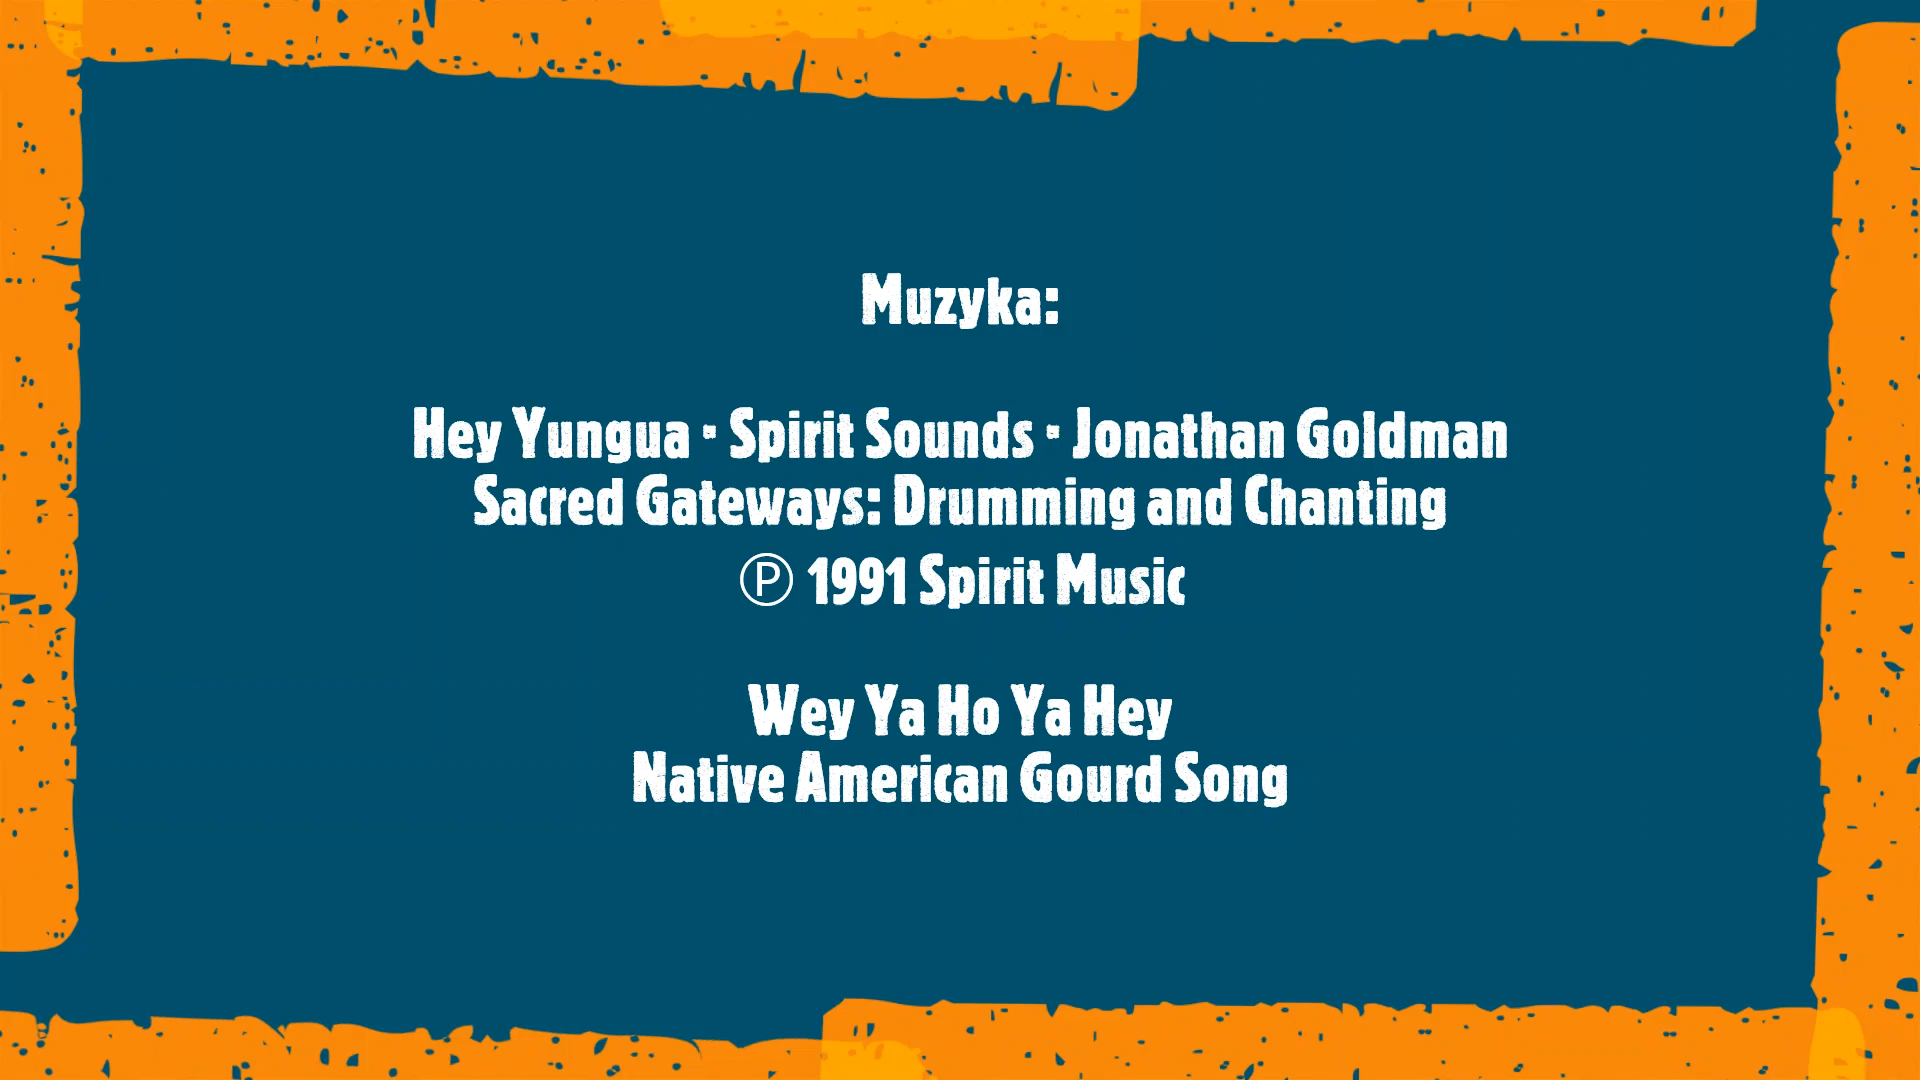 Muzyka:
Hey Yungua · Spirit Sounds · Jonathan Goldman
Sacred Gateways: Drumming and Chanting
℗ 1991 Spirit Music
Wey Ya Ho Ya Hey
Native American Gourd Song